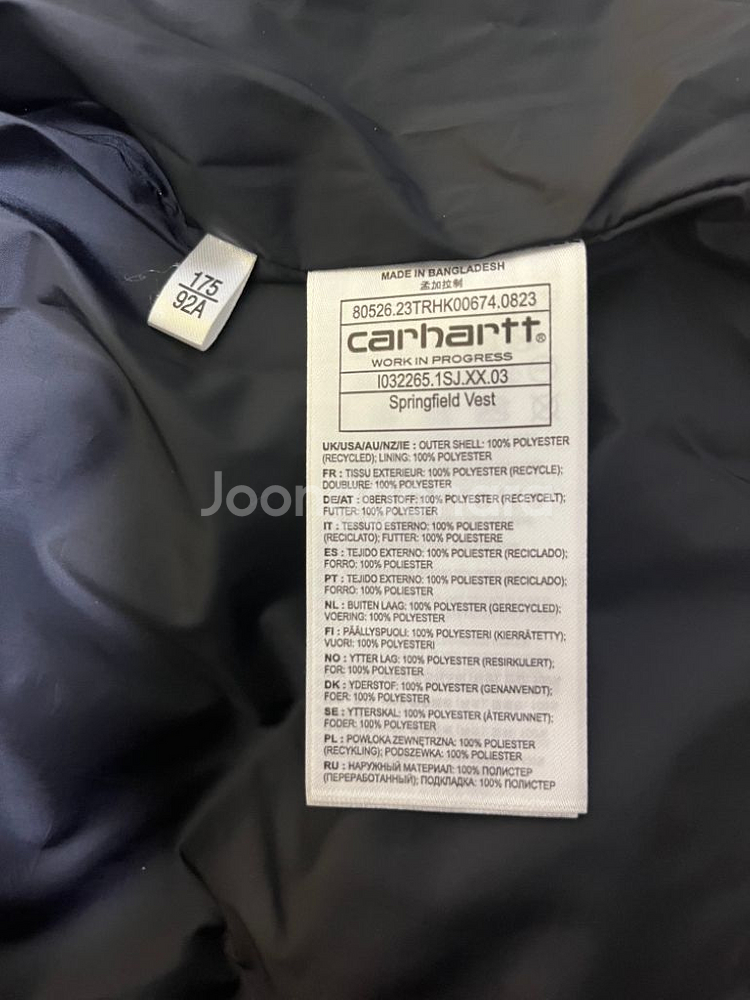 175
92A
MADE IN BANGLADESH
孟加拉制
80526.23TRHK00674.0823
carhartt®
WORK IN PROGRESS
I032265.1SJ.XX.03
Springfield Vest
UK/USA/AU/NZ/IE : OUTER SHELL: 100% POLYESTER
(RECYCLED); LINING: 100% POLYESTER
FR : TISSU EXTERIEUR: 100% POLYESTER (RECYCLE);
DOUBLURE: 100% POLYESTER
DE/AT : OBERSTOFF: 100% POLYESTER (RECEYCELT);
FUTTER: 100% POLYESTER
IT : TESSUTO ESTERNO: 100% POLIESTERE
(RECICLATO); FUTTER: 100% POLIESTERE
ES : TEJIDO EXTERNO: 100% POLYESTER (RECICLADO);
FORRO: 100% POLIESTER
PT : TEJIDO EXTERNO: 100% POLYESTER (RECICLADO);
FORRO: 100% POLIESTER
NL : BUITEN LAAG: 100% POLYESTER (GERECYCLED);
VOERING: 100% POLYESTER
FI : PÄÄLLYSPUOLI: 100% POLYESTERI (KIERRÄTETTY);
VUORI: 100% POLYESTERI
NO : YTTER LAG: 100% POLYESTER (RESIRKULERT);
FOR: 100% POLYESTER
DK : YDERSTOF: 100% POLYESTER (GENANVENDT);
FOER: 100% POLYESTER
SE : YTTERSKAL: 100% POLYESTER (ÅTERVUNNET);
FODER: 100% POLYESTER
PL : POWŁOKA ZEWNĘTRZNA: 100% POLIESTER
(RECYKLING); PODSZEWKA: 100% POLIESTER
RU : НАРУЖНЫЙ МАТЕРИАЛ: 100% ПОЛИСТЕР
(ПЕРЕРАБОТАННЫЙ); ПОДКЛАДКА: 100% ПОЛИСТЕР